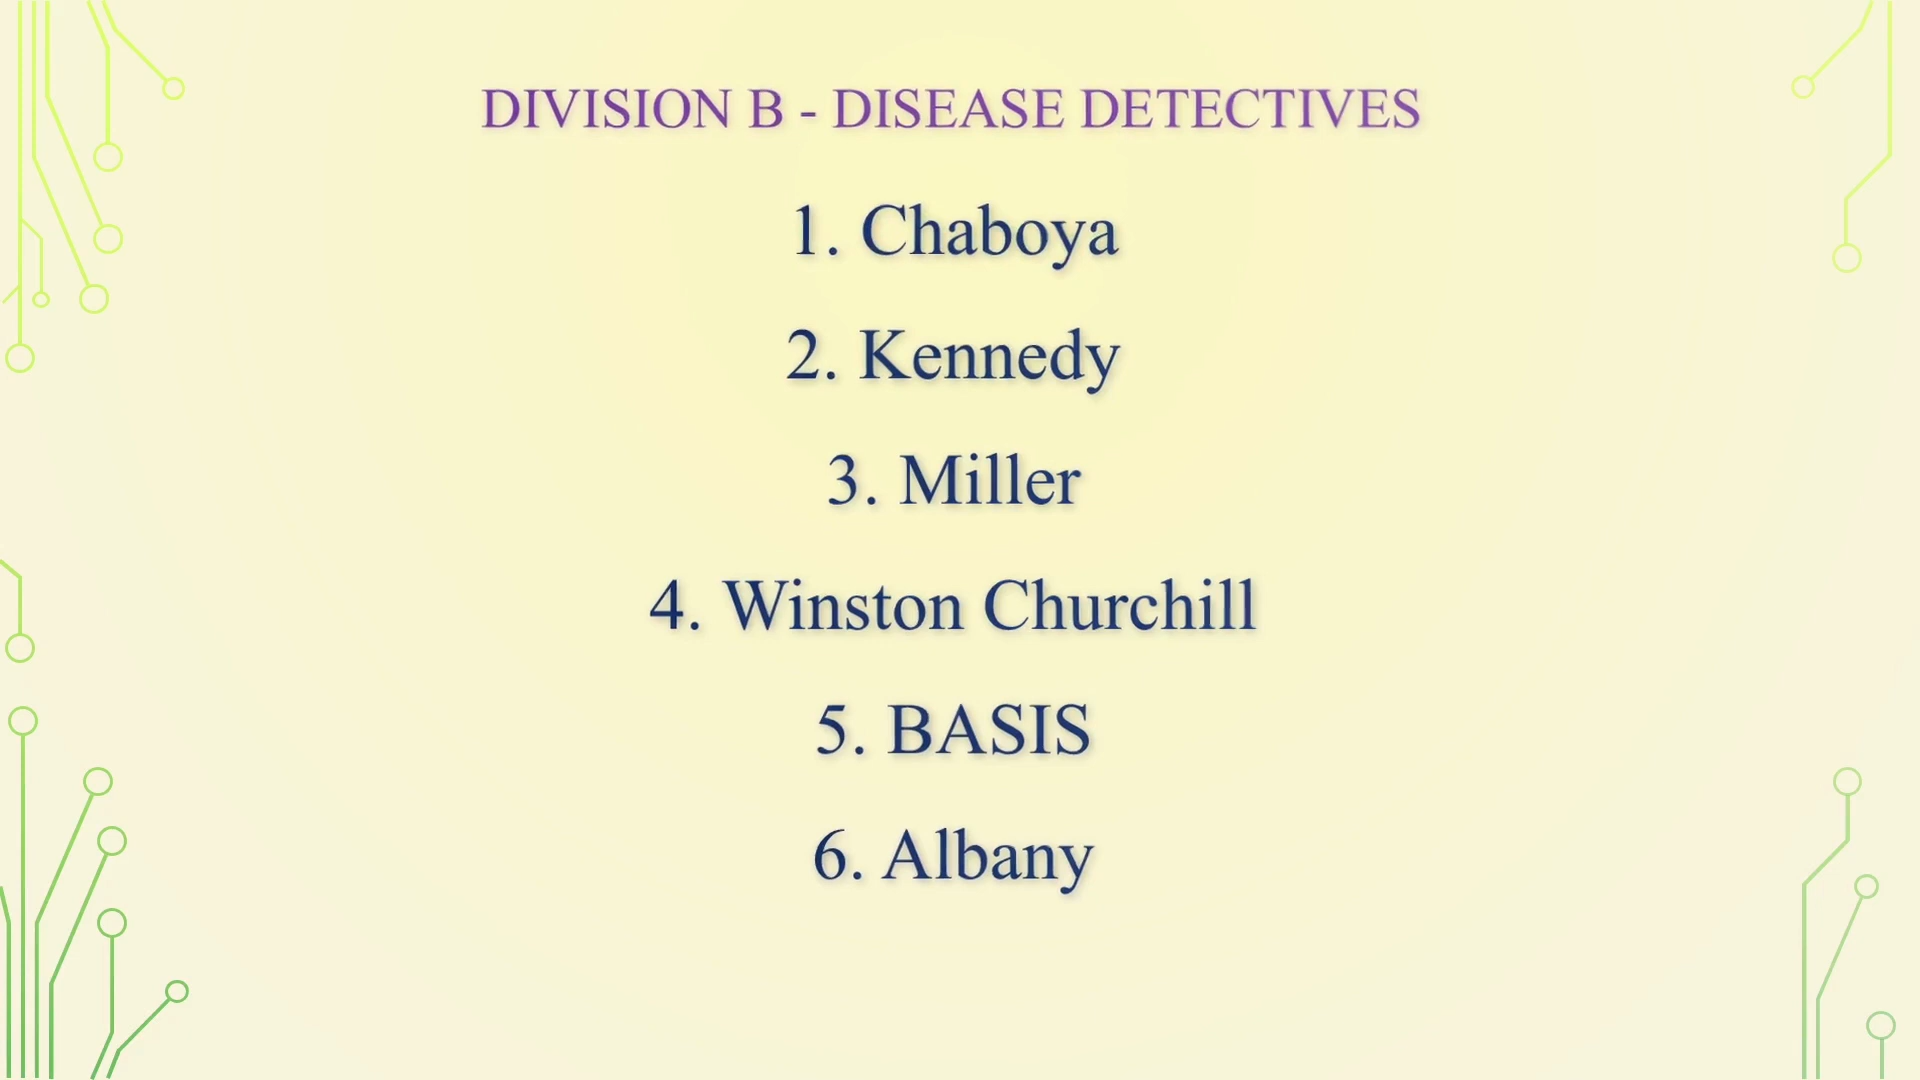 DIVISION B - DISEASE DETECTIVES
1. Chaboya
2. Kennedy
3. Miller
4. Winston Churchill
5. BASIS
6. Albany